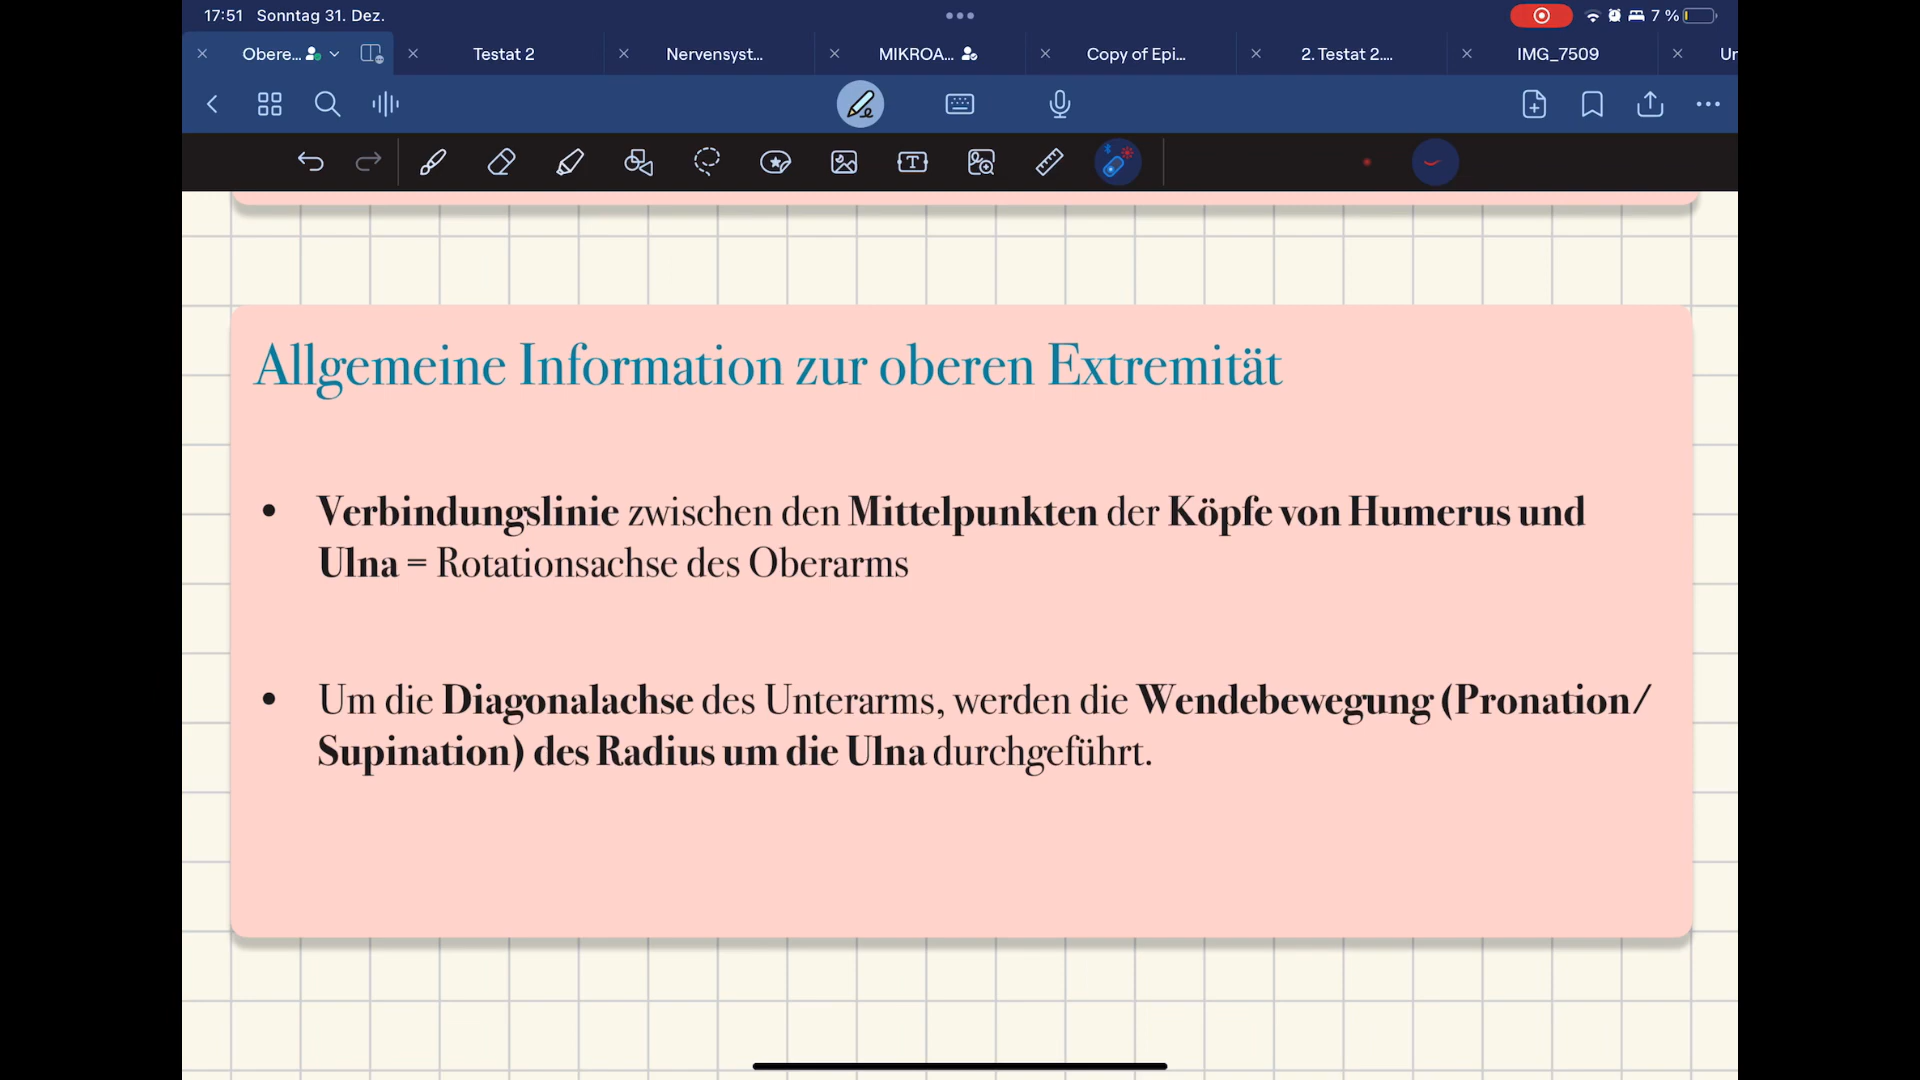 17:51 Sonntag 31. Dez.
7 %
Obere...
Testat 2
Nervensyst...
MIKROA...
Copy of Epi...
2. Testat 2....
IMG_7509
Ur
Allgemeine Information zur oberen Extremität
• Verbindungslinie zwischen den Mittelpunkten der Köpfe von Humerus und
Ulna = Rotationsachse des Oberarms
• Um die Diagonalachse des Unterarms, werden die Wendebewegung (Pronation/
Supination) des Radius um die Ulna durchgeführt.